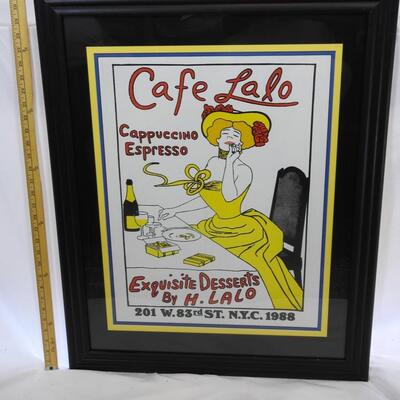 Cafe Lalo
Cappuccino
Espresso
Exquisite Desserts
By H. LALO
201 W. 83rd ST. N.Y.C. 1988